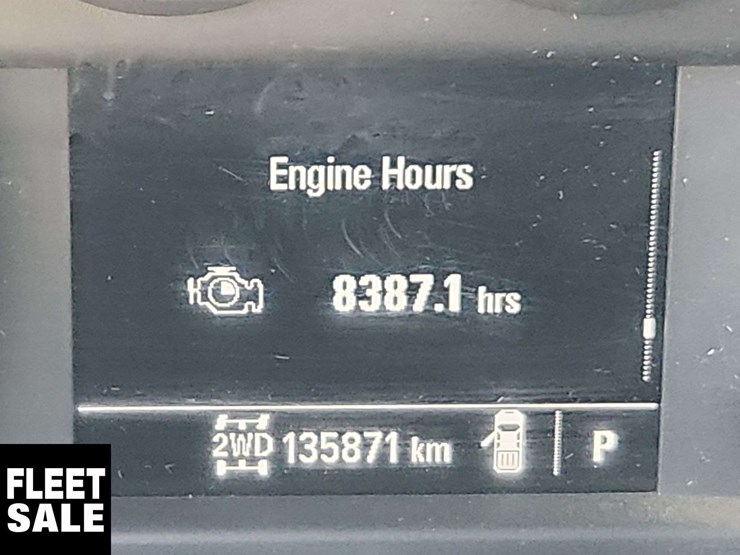 Engine Hours
8387.1 hrs
2WD 135871 km P
FLEET
SALE